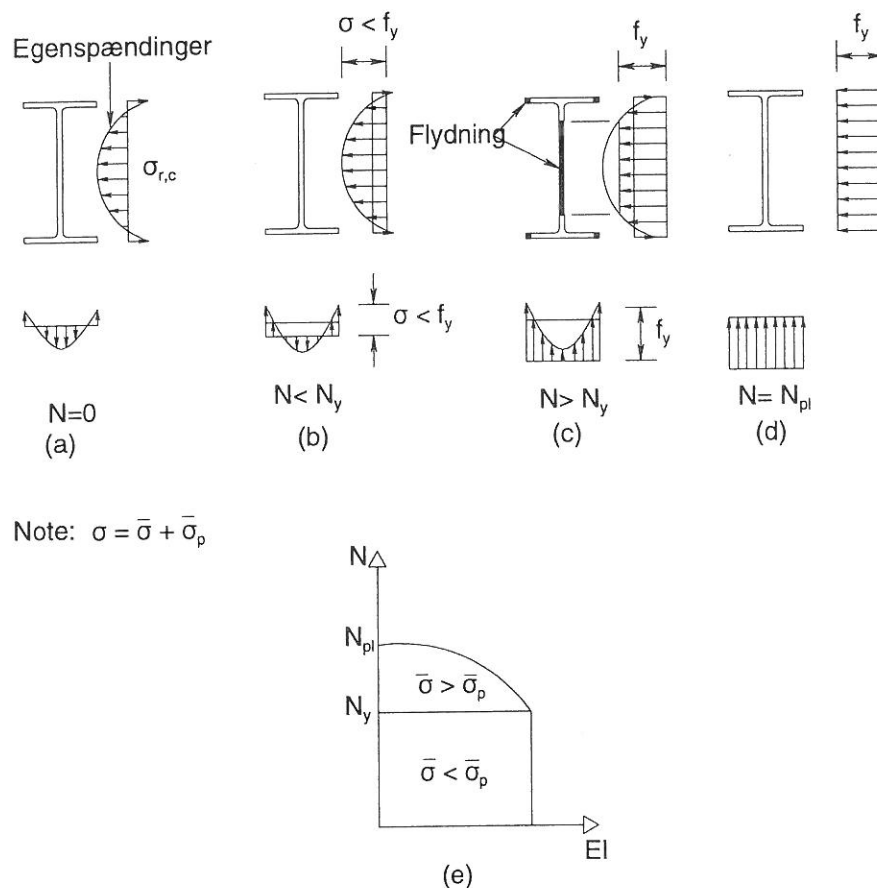 Egenspændinger
σ < f_y
f_y
f_y
σ_r,c
Flydning
σ < f_y
f_y
N=0
N< N_y
N> N_y
N= N_pl
(a)
(b)
(c)
(d)
Note: σ = σ̅ + σ̅_p
N
N_pl
σ̅ > σ̅_p
N_y
σ̅ < σ̅_p
EI
(e)